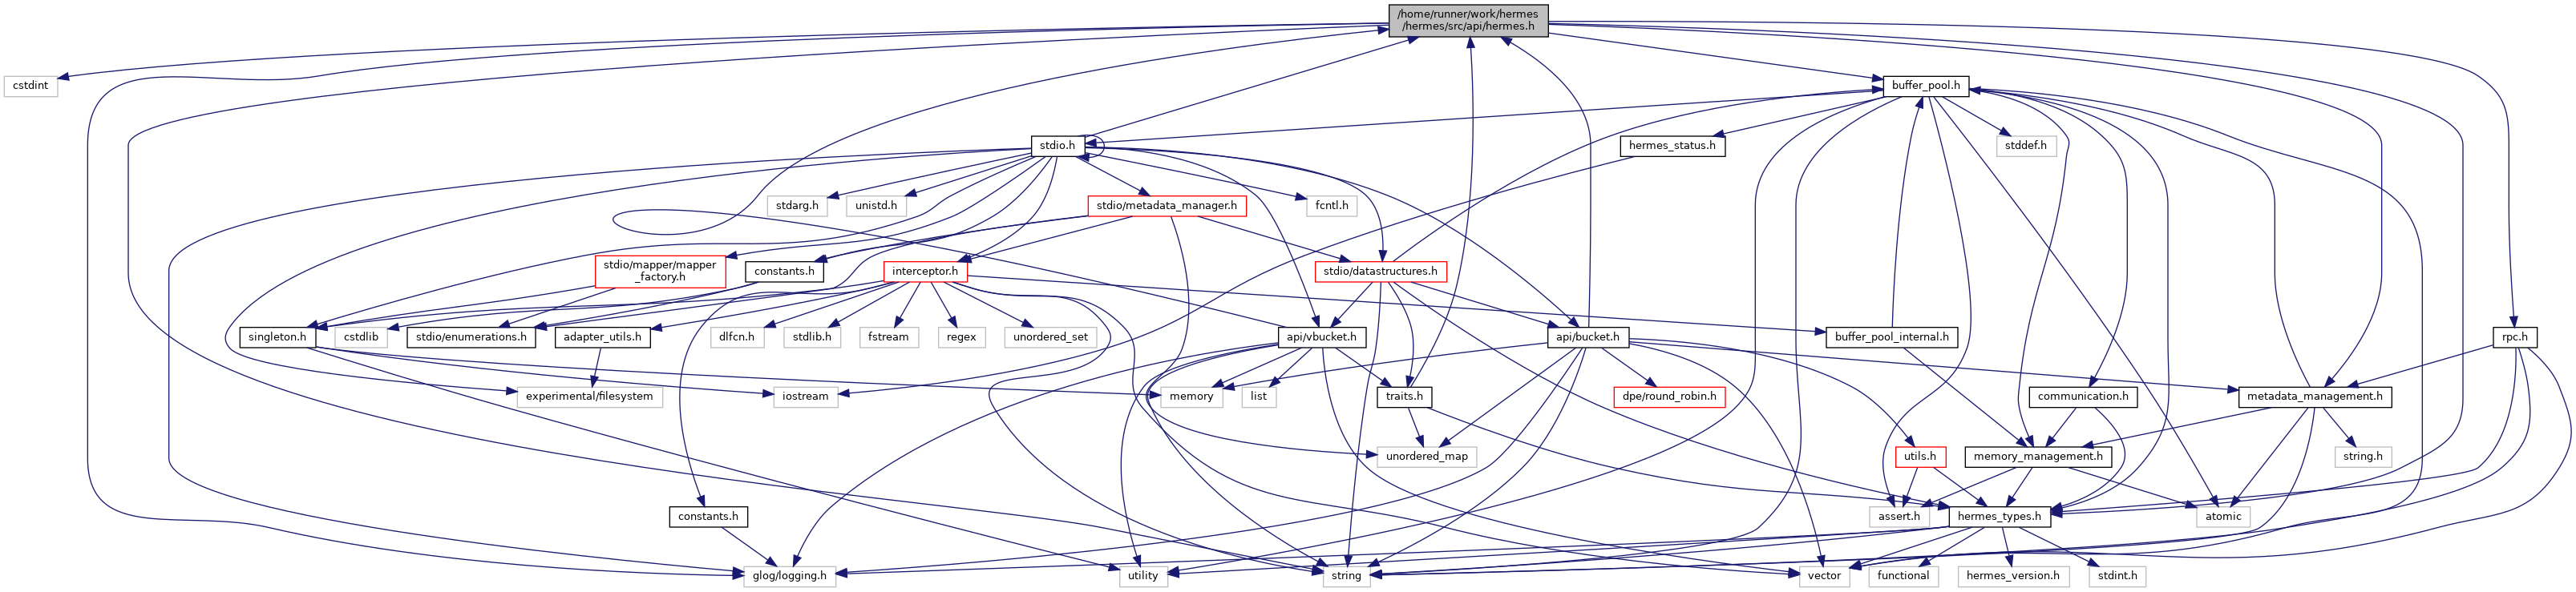 /home/runner/work/hermes
/hermes/src/api/hermes.h
cstdint
buffer_pool.h
stdio.h
hermes_status.h
stddef.h
stdarg.h
unistd.h
stdio/metadata_manager.h
fcntl.h
stdio/mapper/mapper
_factory.h
constants.h
interceptor.h
stdio/datastructures.h
singleton.h
cstdlib
stdio/enumerations.h
adapter_utils.h
dlfcn.h
stdlib.h
fstream
regex
unordered_set
api/vbucket.h
api/bucket.h
buffer_pool_internal.h
rpc.h
experimental/filesystem
iostream
memory
list
traits.h
dpe/round_robin.h
communication.h
metadata_management.h
unordered_map
utils.h
memory_management.h
string.h
constants.h
assert.h
hermes_types.h
atomic
glog/logging.h
utility
string
vector
functional
hermes_version.h
stdint.h